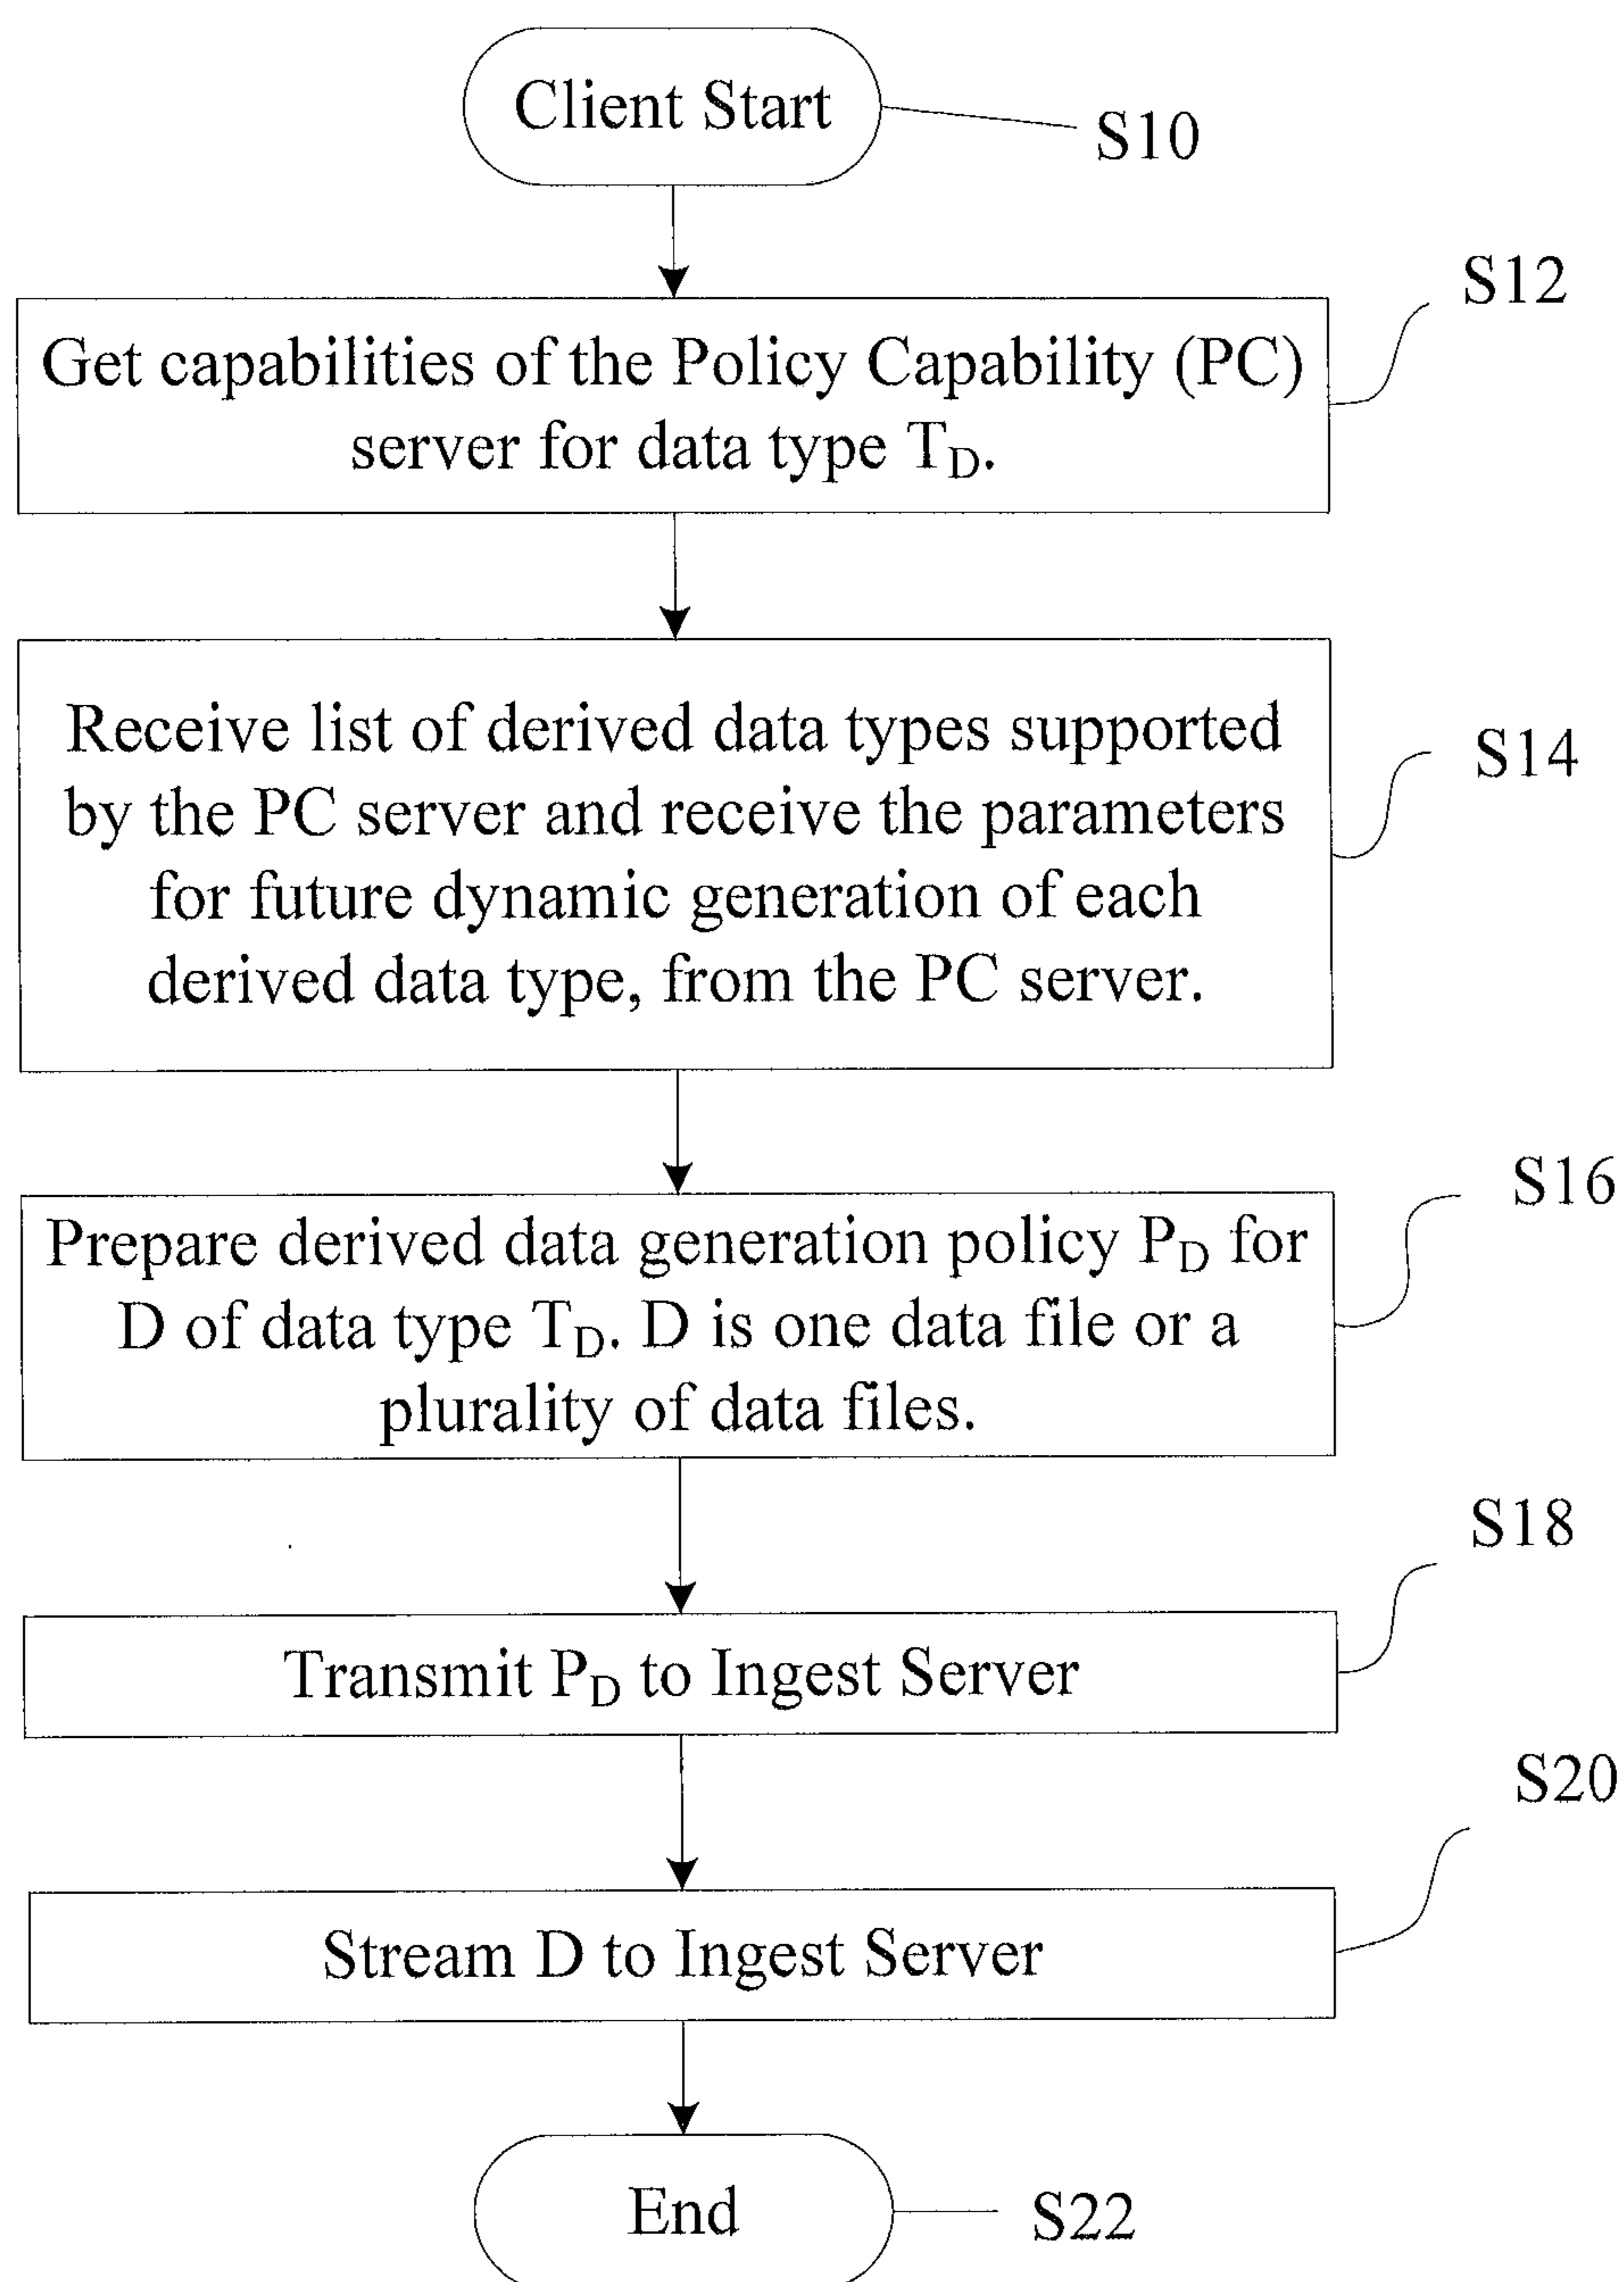 Client Start
S10
S12
Get capabilities of the Policy Capability (PC)
server for data type T_D.
Receive list of derived data types supported
by the PC server and receive the parameters
for future dynamic generation of each
derived data type, from the PC server.
S14
S16
Prepare derived data generation policy P_D for
D of data type T_D. D is one data file or a
plurality of data files.
S18
Transmit P_D to Ingest Server
S20
Stream D to Ingest Server
End
S22